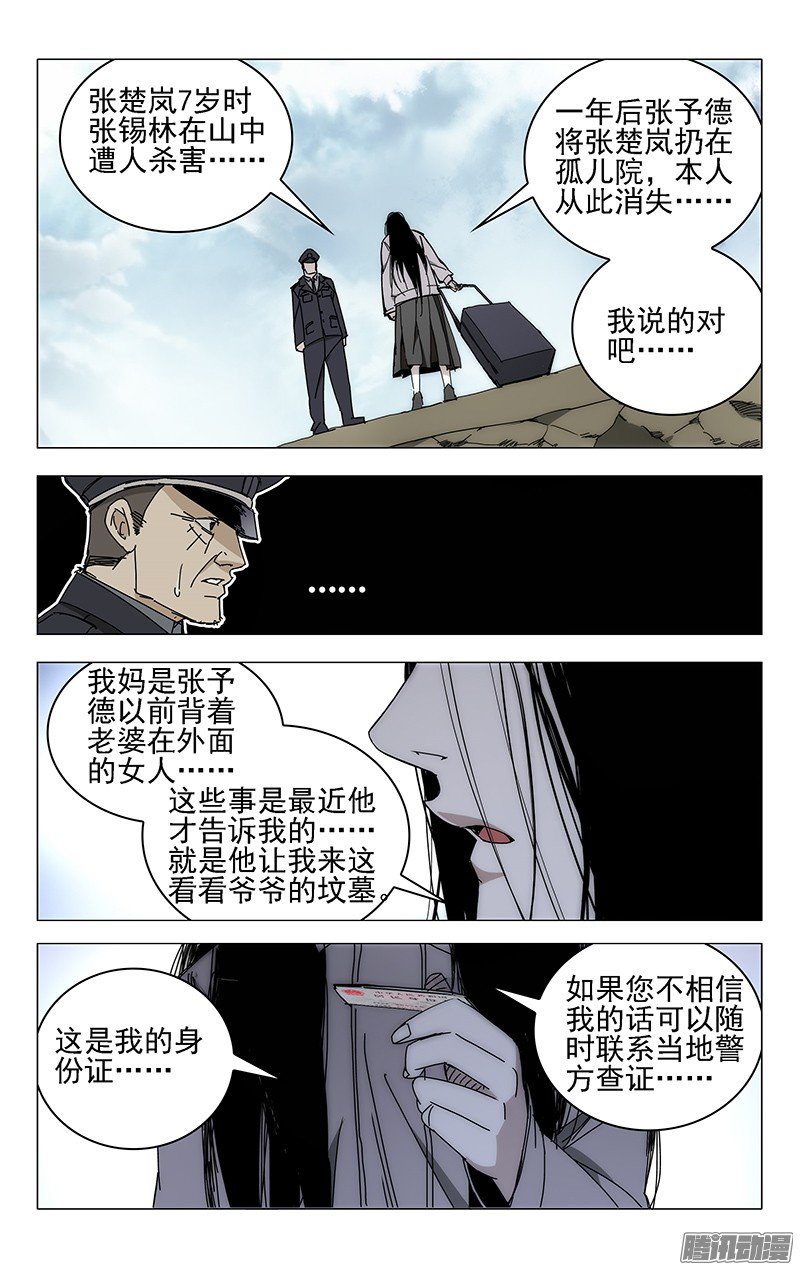 张楚岚7岁时
张锡林在山中
遭人杀害……
一年后张予德
将张楚岚扔在
孤儿院，本人
从此消失……
我说的对
吧……
……
我妈是张予
德以前背着
老婆在外面
的女人……
这些事是最近他
才告诉我的……
就是他让我来这
看看爷爷的坟墓。
这是我的身
份证……
如果您不相信
我的话可以随
时联系当地警
方查证……
腾讯动漫